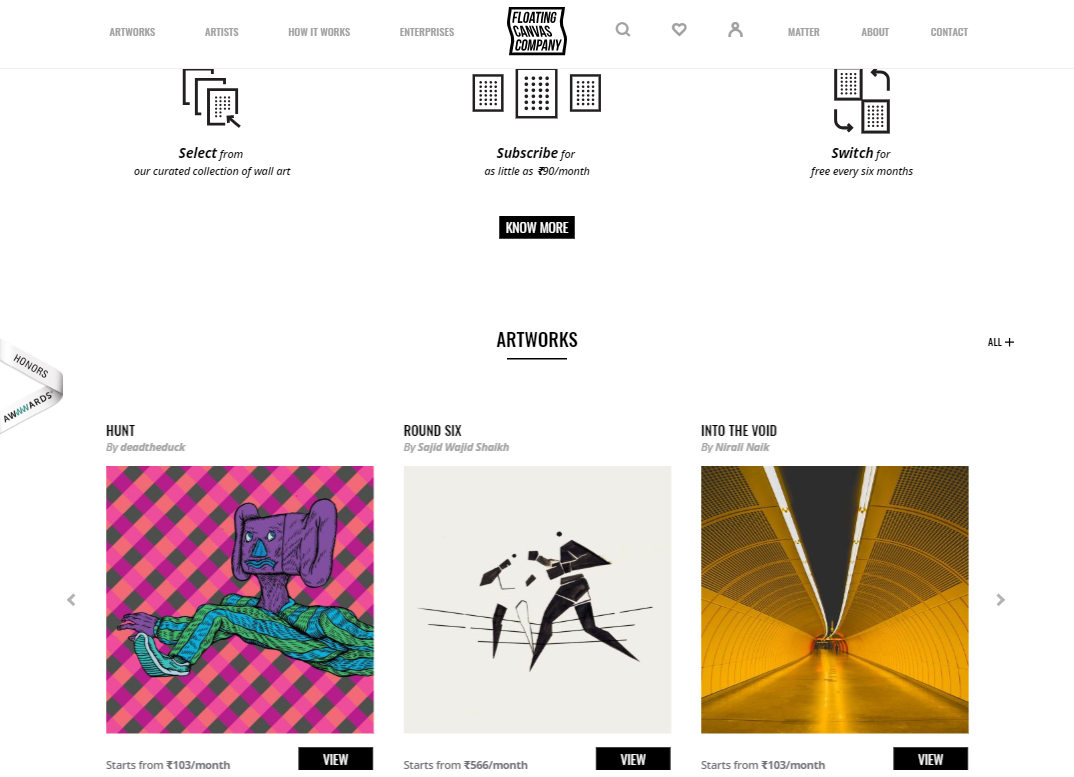 ARTWORKS
ARTISTS
HOW IT WORKS
ENTERPRISES
FLOATING
CANVAS
COMPANY
MATTER
ABOUT
CONTACT
Select from
our curated collection of wall art
Subscribe for
as little as ₹90/month
Switch for
free every six months
KNOW MORE
ARTWORKS
ALL +
HONORS
AWWWARDS
HUNT
By deadtheduck
Starts from ₹103/month
VIEW
ROUND SIX
By Sajid Wajid Shaikh
Starts from ₹566/month
VIEW
INTO THE VOID
By Nirali Naik
Starts from ₹103/month
VIEW